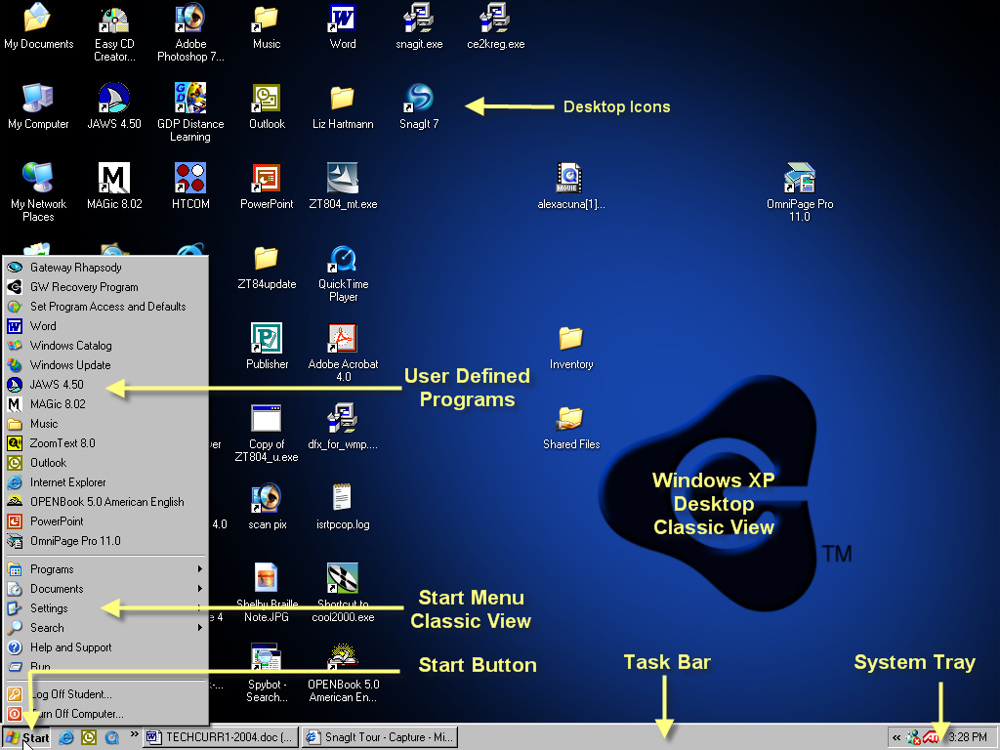 My Documents
Easy CD
Creator...
Adobe
Photoshop 7...
Music
Word
snagit.exe
ce2kreg.exe
My Computer
JAWS 4.50
GDP Distance
Learning
Outlook
Liz Hartmann
SnagIt 7
Desktop Icons
My Network
Places
MAGic 8.02
HTCOM
PowerPoint
ZT804_mt.exe
alexacuna[1]...
OmniPage Pro
11.0
ZT84update
QuickTime
Player
Publisher
Adobe Acrobat
4.0
Inventory
Copy of
ZT804_u.exe
dfx_for_wmp....
Shared Files
scan pix
isrtpcop.log
4.0
Shelby Braille
Note.JPG
Shortcut to
cool2000.exe
Spybot -
Search...
OPENBook 5.0
American En...
Gateway Rhapsody
GW Recovery Program
Set Program Access and Defaults
Word
Windows Catalog
Windows Update
JAWS 4.50
MAGic 8.02
Music
ZoomText 8.0
Outlook
Internet Explorer
OPENBook 5.0 American English
PowerPoint
OmniPage Pro 11.0
Programs
Documents
Settings
Search
Help and Support
Run...
Log Off Student...
Turn Off Computer...
User Defined
Programs
Windows XP
Desktop
Classic View
TM
Start Menu
Classic View
Start Button
Task Bar
System Tray
Start
TECHCURR1-2004.doc (...
SnagIt Tour - Capture - Mi...
3:28 PM